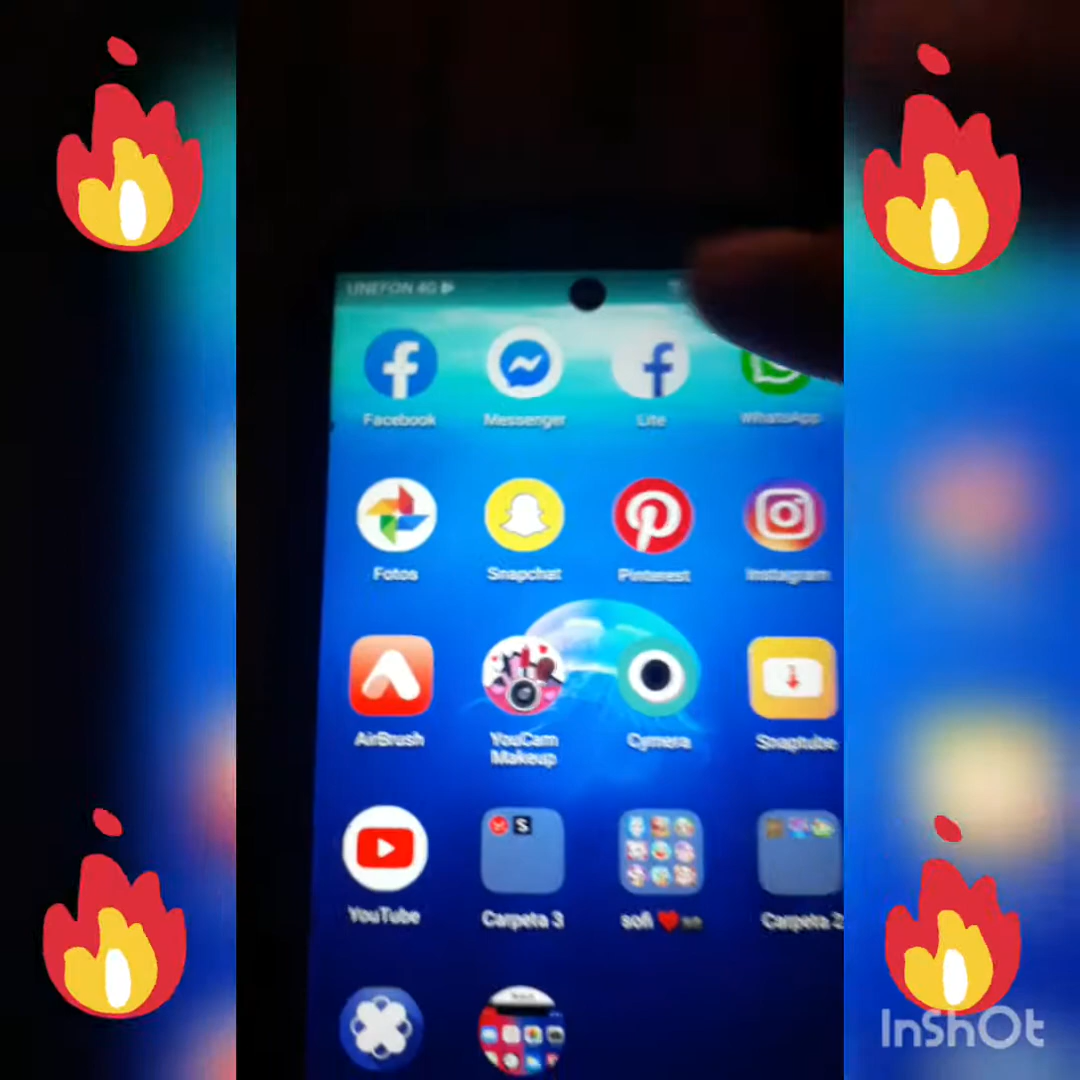 UNEFON 4G
Facebook
Messenger
Lite
WhatsApp
Fotos
Snapchat
Pinterest
Instagram
AirBrush
YouCam
Makeup
Cymera
Snaptube
YouTube
S
Carpeta 3
sofi ❤️
Carpeta 2
InShOt